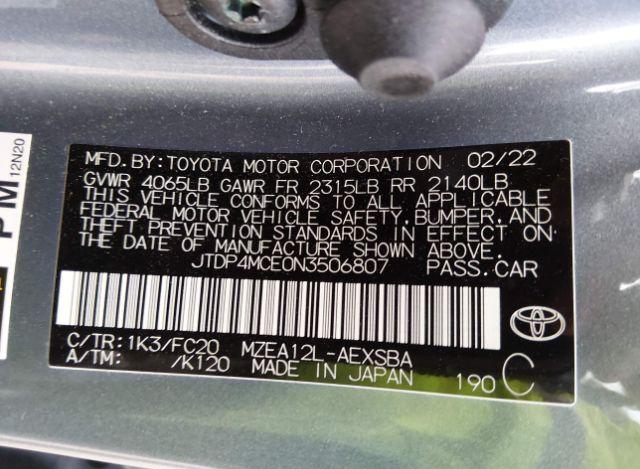 MFD.BY:TOYOTA MOTOR CORPORATION 02/22
GVWR 4065LB GAWR FR 2315LB RR 2140LB
THIS VEHICLE CONFORMS TO ALL APPLICABLE
FEDERAL MOTOR VEHICLE SAFETY, BUMPER, AND
THEFT PREVENTION STANDARDS IN EFFECT ON
THE DATE OF MANUFACTURE SHOWN ABOVE.
JTDP4MCE0N3506807 PASS.CAR
C/TR:1K3/FC20 MZEA12L-AEXSBA
A/TM: /K120 MADE IN JAPAN 190 C
PM
12N20